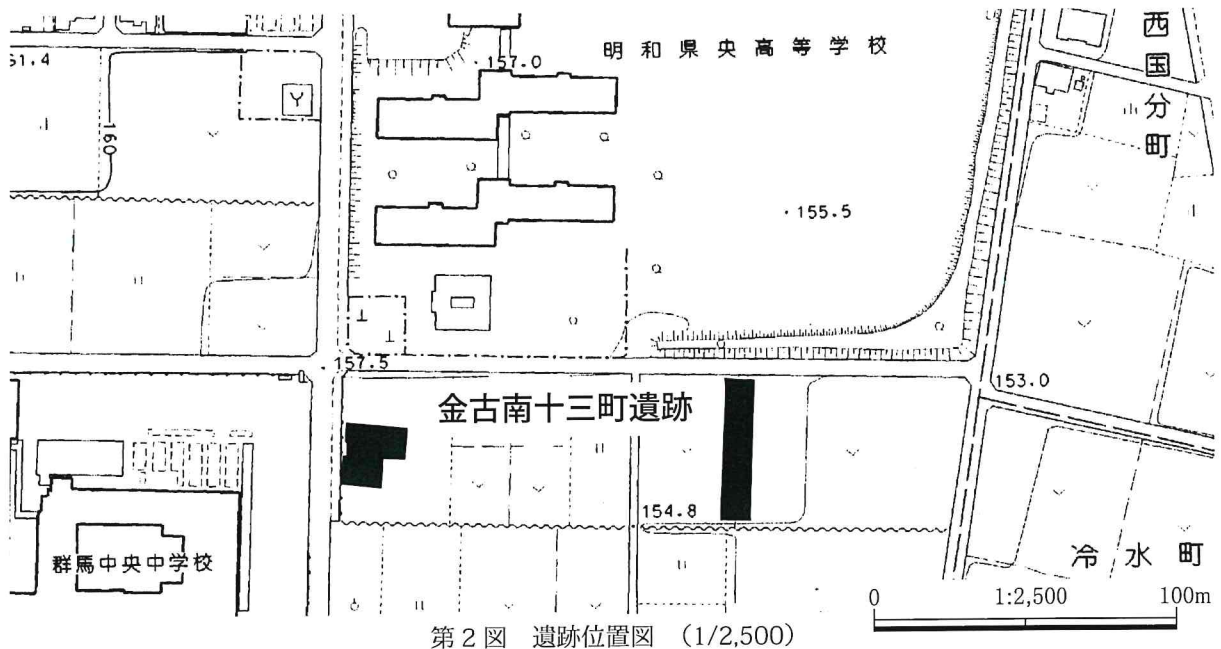 明和県央高等学校
西国分町
51.4
160
157.0
155.5
157.5
153.0
金古南十三町遺跡
154.8
群馬中央中学校
冷水町
0 1:2,500 100m
第2図 遺跡位置図 (1/2,500)